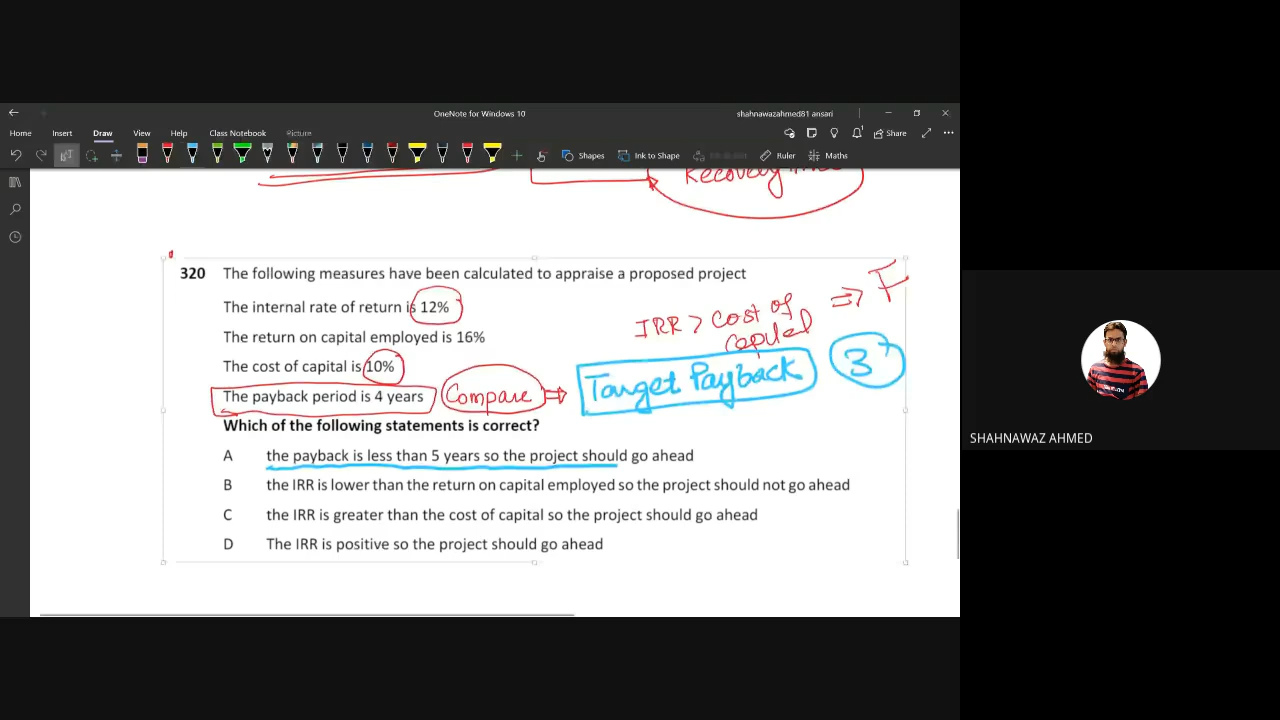 OneNote for Windows 10
shahnawazahmed81 ansari
Home Insert Draw View Help Class Notebook Picture
Share
Shapes Ink to Shape Ruler Maths
Recovery
320 The following measures have been calculated to appraise a proposed project
The internal rate of return is 12%
IRR > Cost of capital ⇒ F
The return on capital employed is 16%
The cost of capital is 10%
Target Payback 3
The payback period is 4 years Compare ⇒
Which of the following statements is correct?
A the payback is less than 5 years so the project should go ahead
B the IRR is lower than the return on capital employed so the project should not go ahead
C the IRR is greater than the cost of capital so the project should go ahead
D The IRR is positive so the project should go ahead
SHAHNAWAZ AHMED